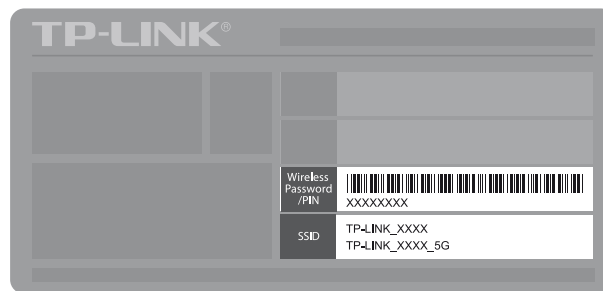 TP-LINK®
Wireless
Password
/PIN
XXXXXXXX
SSID
TP-LINK_XXXX
TP-LINK_XXXX_5G